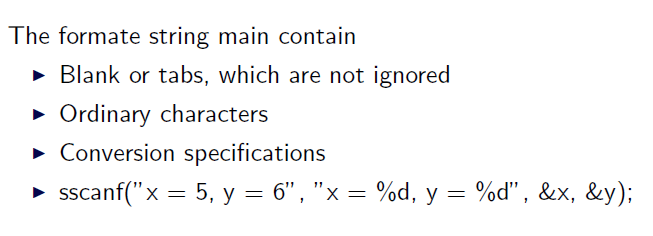 The formate string main contain
▶ Blank or tabs, which are not ignored
▶ Ordinary characters
▶ Conversion specifications
▶ sscanf(”x = 5, y = 6”, ”x = %d, y = %d”, &x, &y);